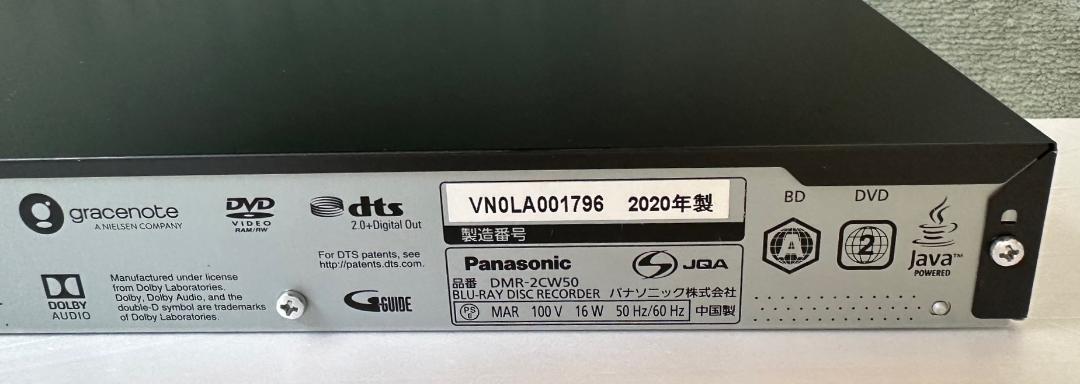 gracenote
A NIELSEN COMPANY
DVD
VIDEO
RAM/RW
dts
2.0+Digital Out
VN0LA001796 2020年製
製造番号
BD
DVD
A
2
Java™
POWERED
DOLBY
AUDIO
Manufactured under license
from Dolby Laboratories.
Dolby, Dolby Audio, and the
double-D symbol are trademarks
of Dolby Laboratories.
For DTS patents, see
http://patents.dts.com.
G-GUIDE
Panasonic
JQA
品番 DMR-2CW50
BLU-RAY DISC RECORDER パナソニック株式会社
PS E MAR 100 V 16 W 50 Hz/60 Hz 中国製